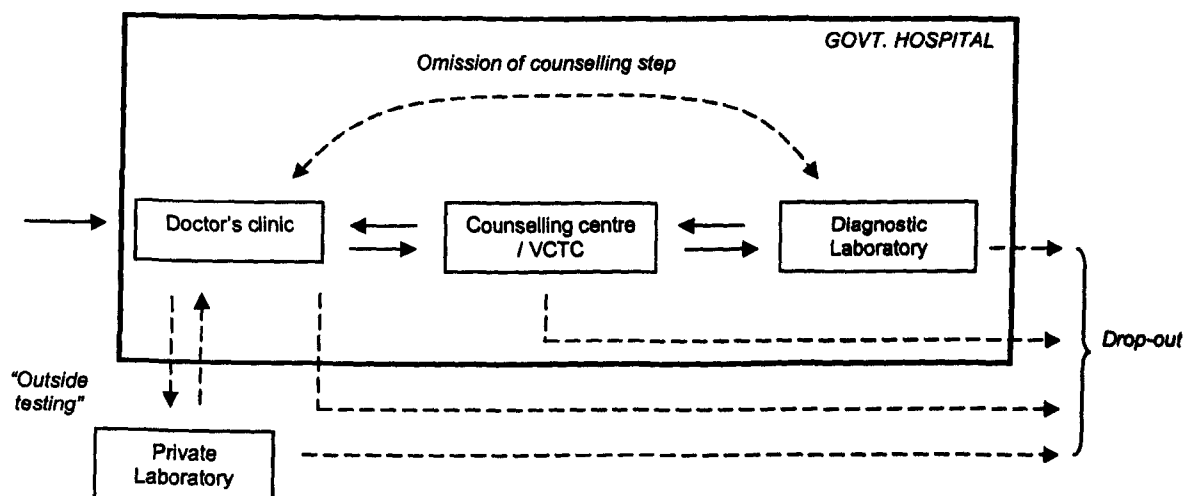 GOVT. HOSPITAL
Omission of counselling step
Doctor's clinic
Counselling centre
/ VCTC
Diagnostic
Laboratory
Drop-out
"Outside
testing"
Private
Laboratory